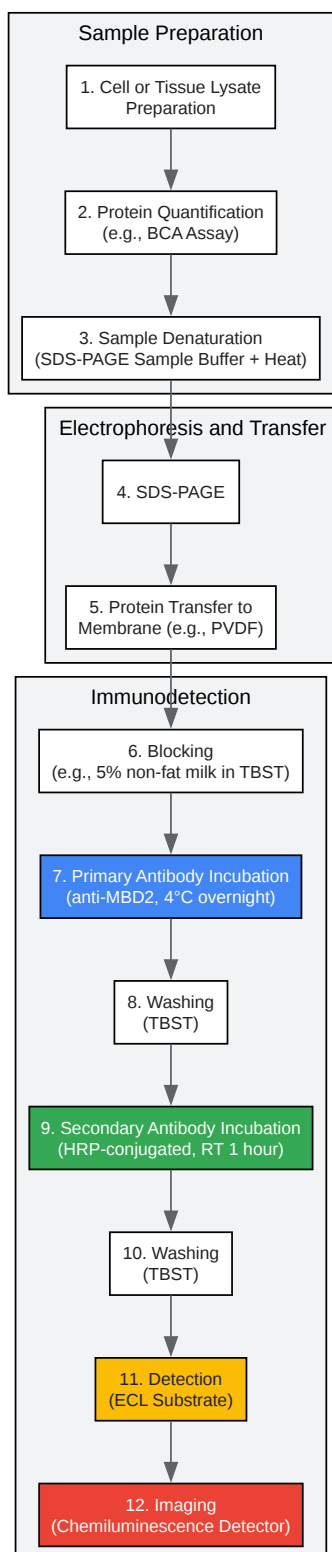 Sample Preparation
1. Cell or Tissue Lysate
Preparation
2. Protein Quantification
(e.g., BCA Assay)
3. Sample Denaturation
(SDS-PAGE Sample Buffer + Heat)
Electrophoresis and Transfer
4. SDS-PAGE
5. Protein Transfer to
Membrane (e.g., PVDF)
Immunodetection
6. Blocking
(e.g., 5% non-fat milk in TBST)
7. Primary Antibody Incubation
(anti-MBD2, 4°C overnight)
8. Washing
(TBST)
9. Secondary Antibody Incubation
(HRP-conjugated, RT 1 hour)
10. Washing
(TBST)
11. Detection
(ECL Substrate)
12. Imaging
(Chemiluminescence Detector)